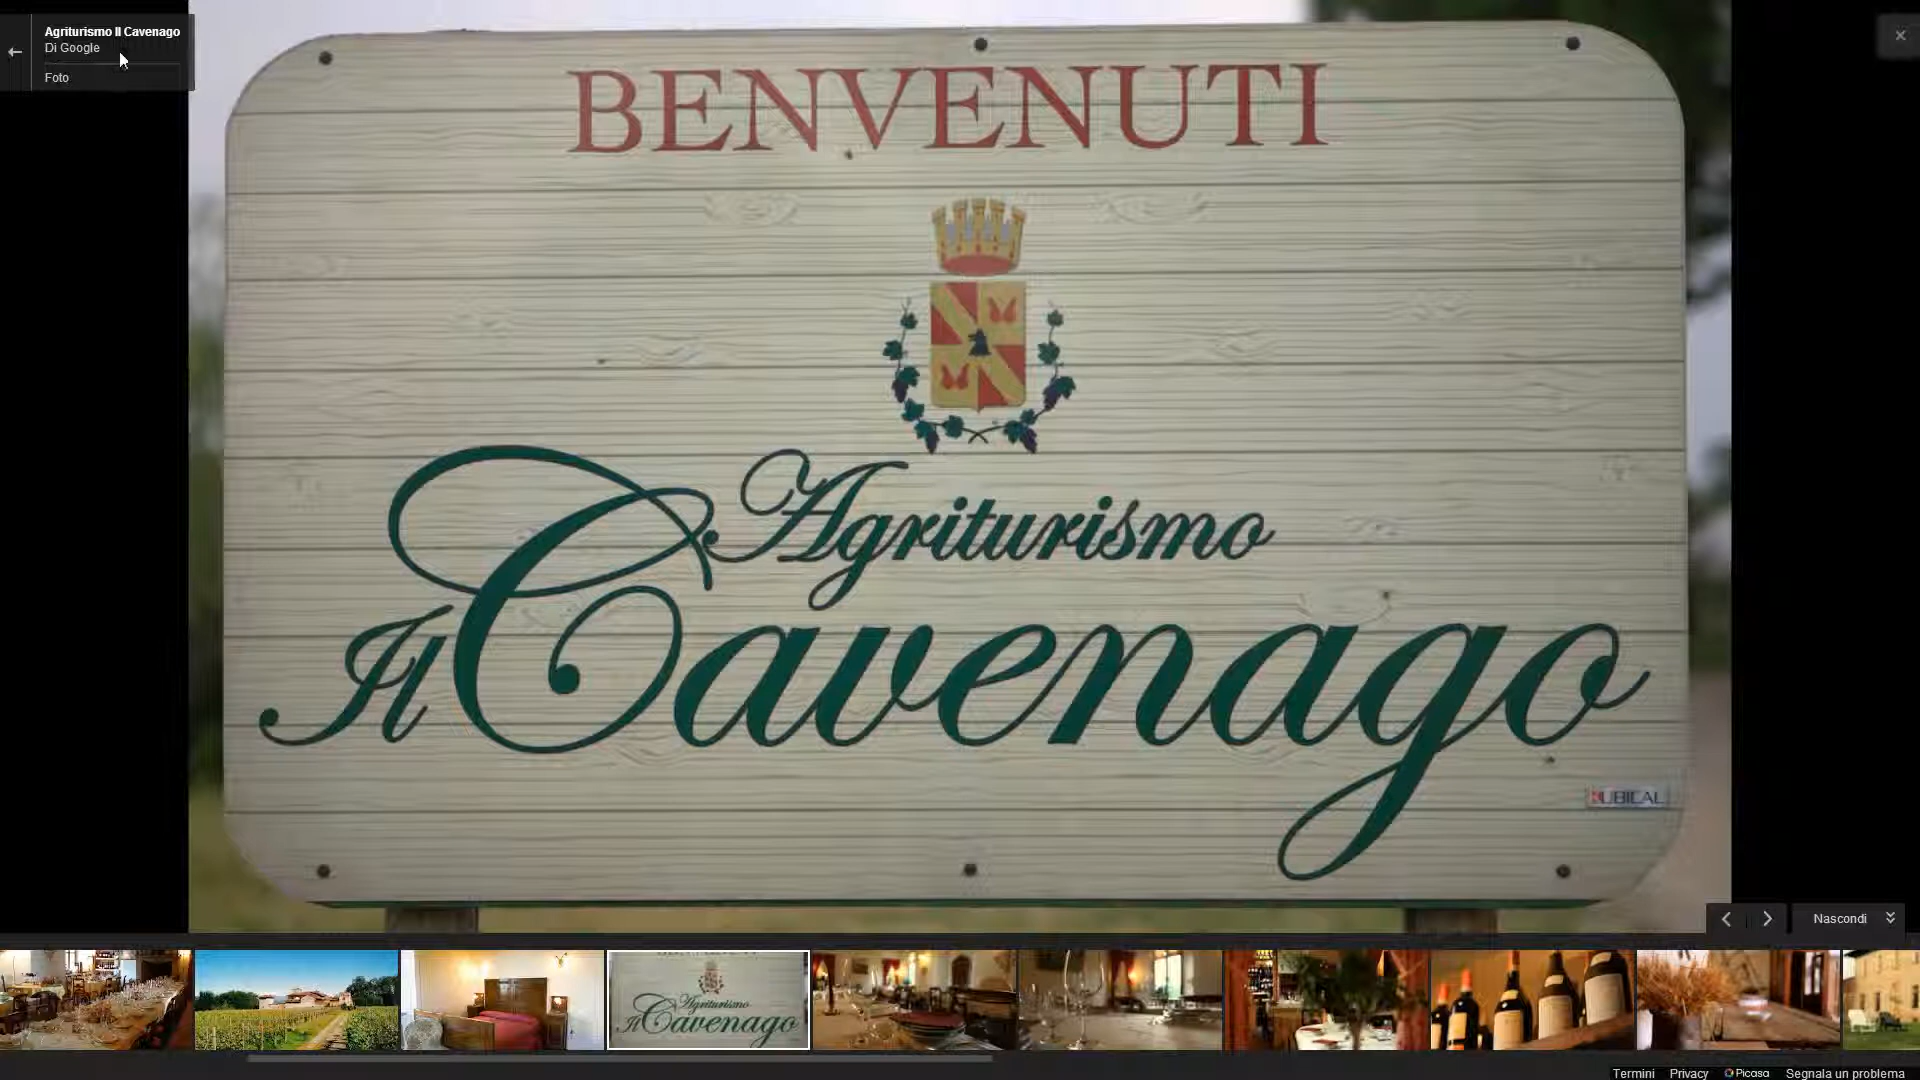 Agriturismo Il Cavenago
Di Google
Foto
BENVENUTI
Agriturismo
Il Cavenago
UBICAL
Nascondi
Agriturismo
Il Cavenago
Termini Privacy Picasa Segnala un problema